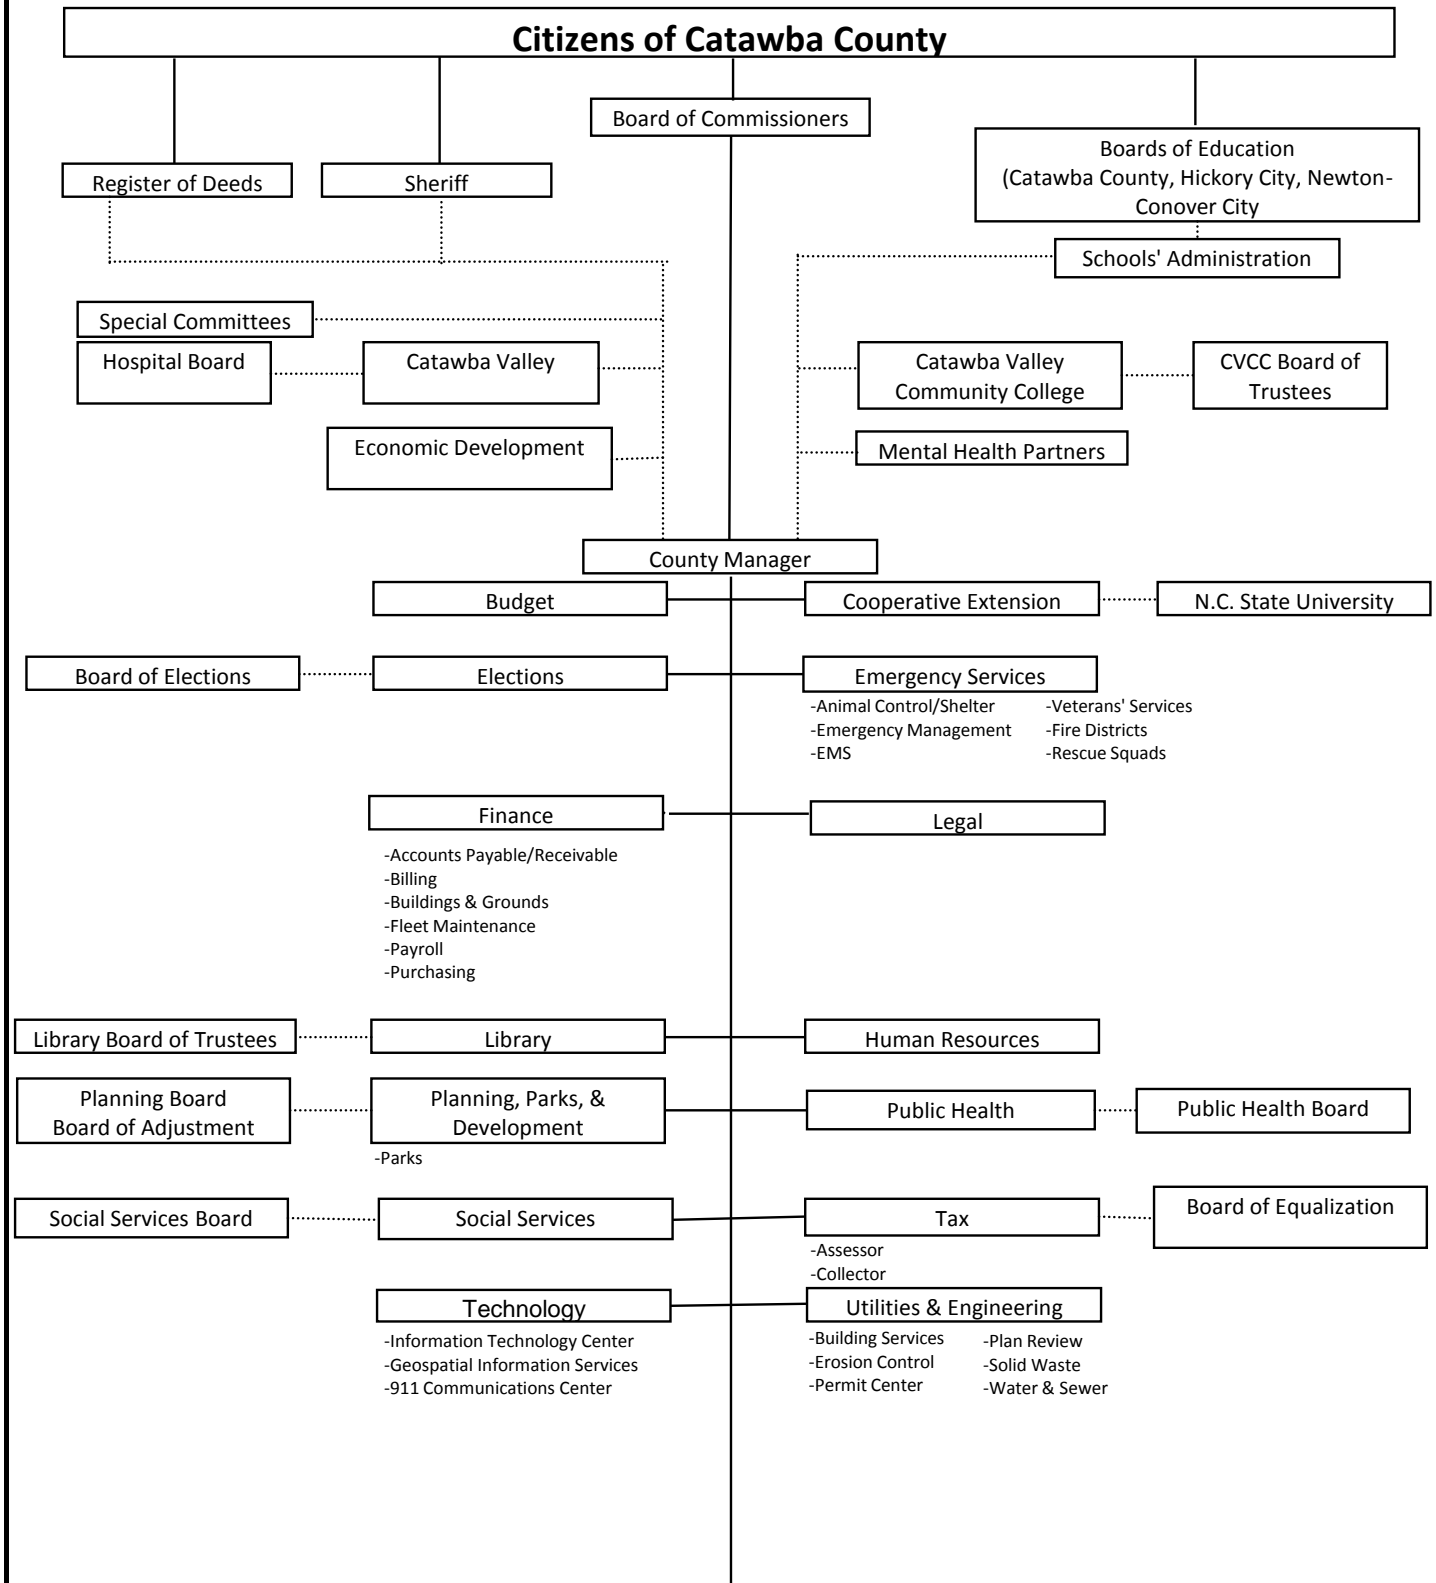 Citizens of Catawba County
Board of Commissioners
Boards of Education
(Catawba County, Hickory City, Newton-
Conover City
Register of Deeds
Sheriff
Schools' Administration
Special Committees
Hospital Board
Catawba Valley
Catawba Valley
Community College
CVCC Board of
Trustees
Economic Development
Mental Health Partners
County Manager
Budget
Cooperative Extension
N.C. State University
Board of Elections
Elections
Emergency Services
-Animal Control/Shelter
-Emergency Management
-EMS
-Veterans' Services
-Fire Districts
-Rescue Squads
Finance
Legal
-Accounts Payable/Receivable
-Billing
-Buildings & Grounds
-Fleet Maintenance
-Payroll
-Purchasing
Library Board of Trustees
Library
Human Resources
Planning Board
Board of Adjustment
Planning, Parks, &
Development
-Parks
Public Health
Public Health Board
Social Services Board
Social Services
Tax
Board of Equalization
-Assessor
-Collector
Technology
-Information Technology Center
-Geospatial Information Services
-911 Communications Center
Utilities & Engineering
-Building Services
-Erosion Control
-Permit Center
-Plan Review
-Solid Waste
-Water & Sewer